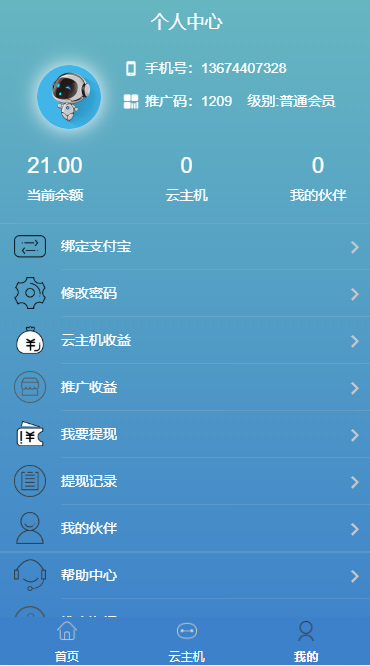 个人中心
手机号：13674407328
推广码：1209 级别:普通会员
21.00 0 0
当前余额 云主机 我的伙伴
绑定支付宝
修改密码
云主机收益
推广收益
我要提现
提现记录
我的伙伴
帮助中心
首页 云主机 我的